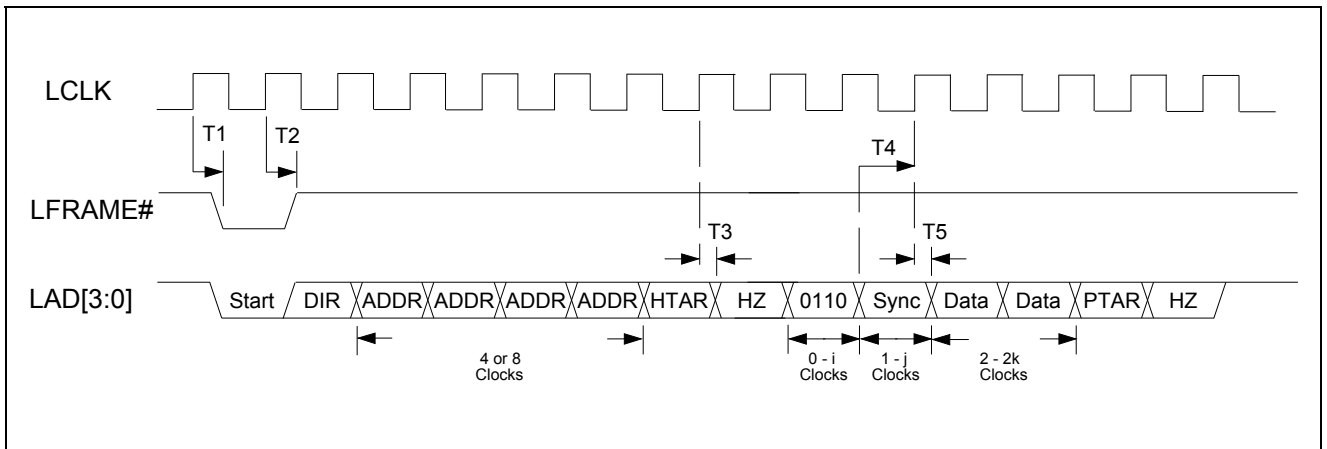 LCLK
T1 T2
T4
LFRAME#
T3 T5
LAD[3:0] Start DIR ADDR ADDR ADDR ADDR HTAR HZ 0110 Sync Data Data PTAR HZ
4 or 8
Clocks
0 - i
Clocks
1 - j
Clocks
2 - 2k
Clocks